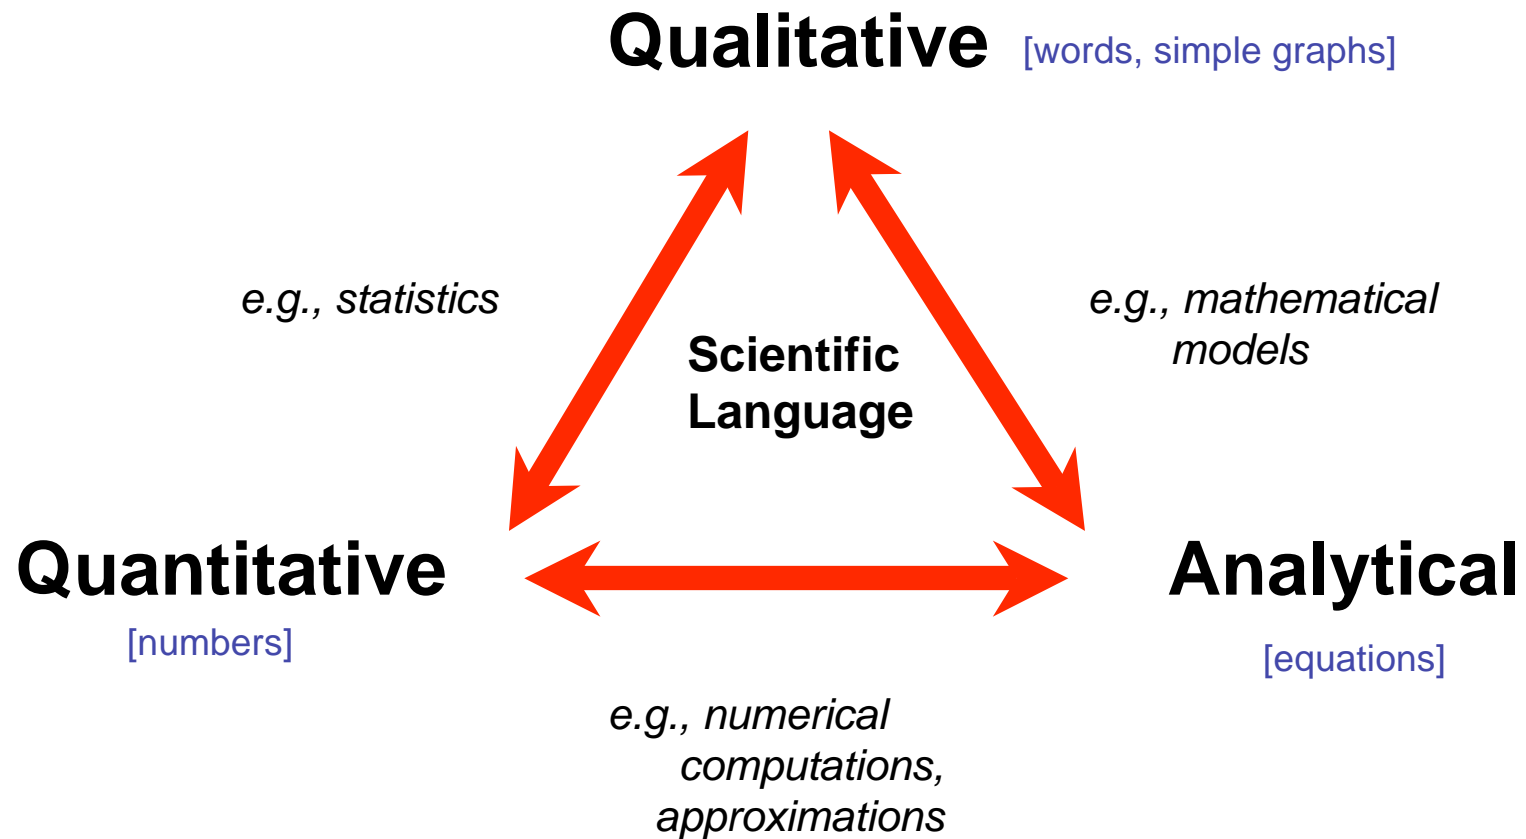 Qualitative [words, simple graphs]
e.g., statistics
e.g., mathematical
models
Scientific
Language
Quantitative
[numbers]
Analytical
[equations]
e.g., numerical
computations,
approximations